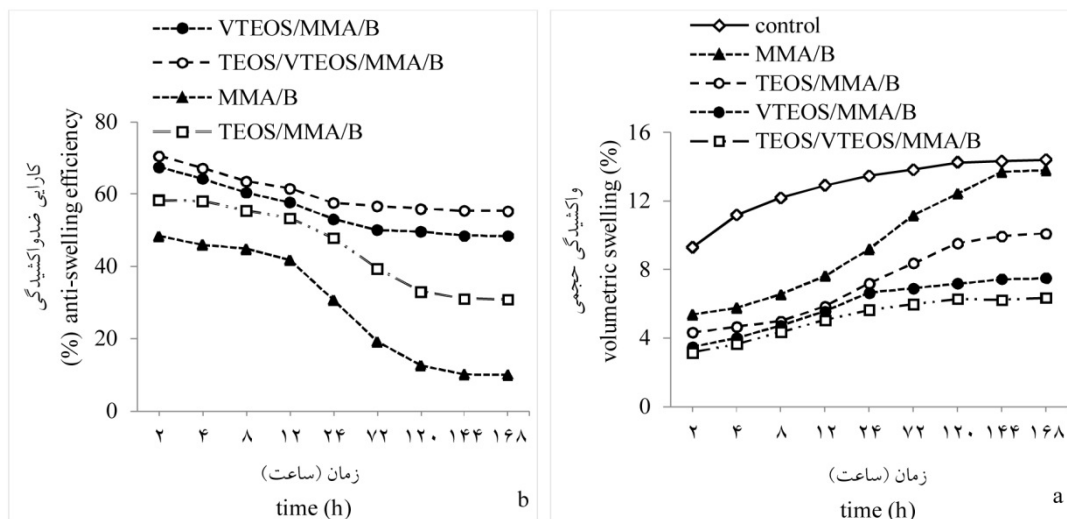 VTEOS/MMA/B
TEOS/VTEOS/MMA/B
MMA/B
TEOS/MMA/B
80
60
40
20
0
کارایی ضدواکشیدگی
(%) anti-swelling efficiency
۲ ۴ ۸ ۱۲ ۲۴ ۷۲ ۱۲۰ ۱۴۴ ۱۶۸
زمان (ساعت)
time (h)
b
control
MMA/B
TEOS/MMA/B
VTEOS/MMA/B
TEOS/VTEOS/MMA/B
16
12
8
4
0
واکشیدگی حجمی
volumetric swelling (%)
۲ ۴ ۸ ۱۲ ۲۴ ۷۲ ۱۲۰ ۱۴۴ ۱۶۸
زمان (ساعت)
time (h)
a